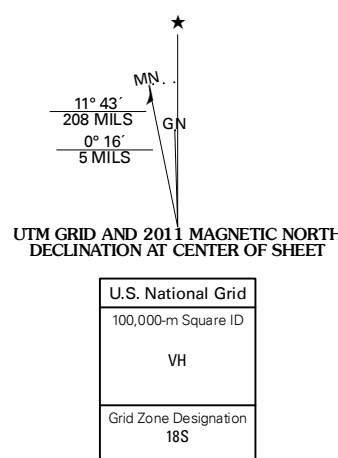 MN
11° 43´
208 MILS
GN
0° 16´
5 MILS
UTM GRID AND 2011 MAGNETIC NORTH
DECLINATION AT CENTER OF SHEET
U.S. National Grid
100,000-m Square ID
VH
Grid Zone Designation
18S